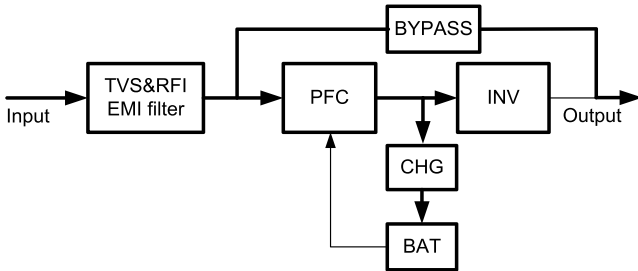 BYPASS
TVS&RFI
EMI filter
PFC
INV
Input
Output
CHG
BAT